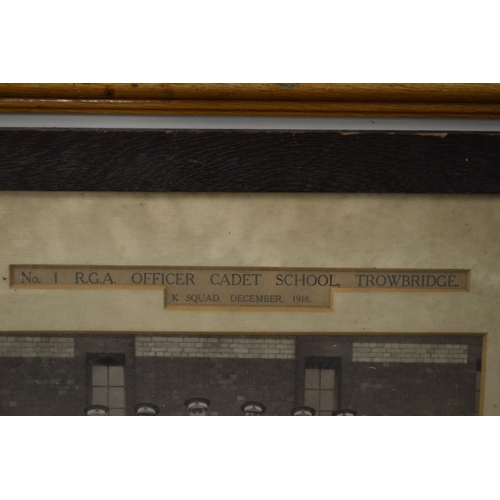 No. 1 R.G.A. OFFICER CADET SCHOOL, TROWBRIDGE.
K SQUAD, DECEMBER, 1918.